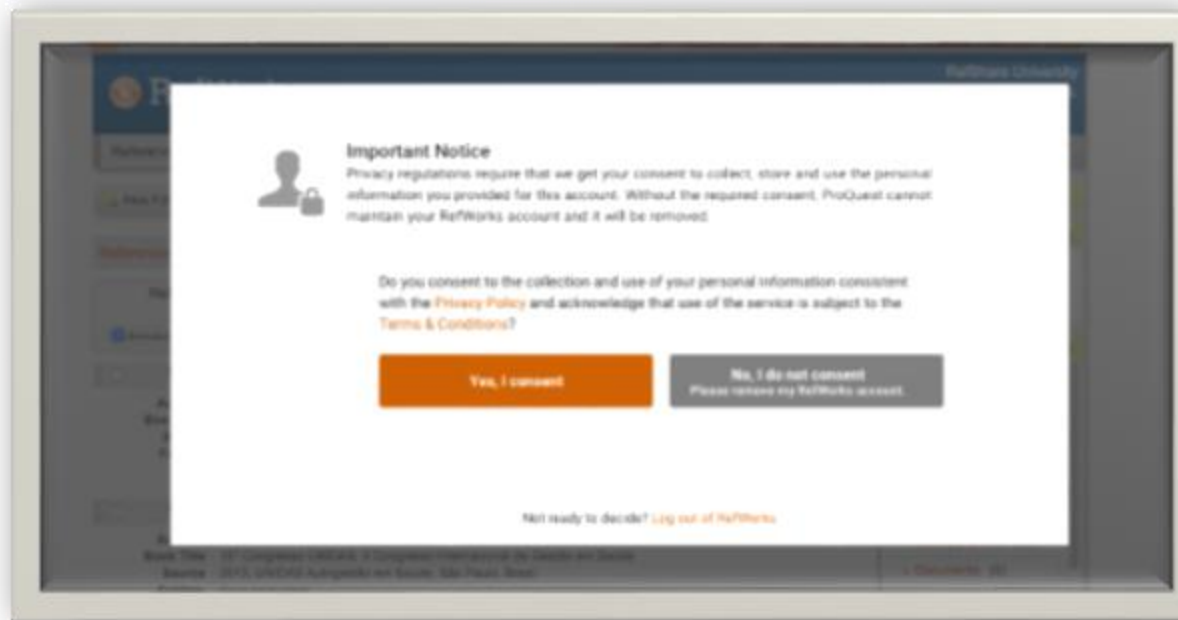 RefShare University
Important Notice
Privacy regulations require that we get your consent to collect, store and use the personal
information you provided for this account. Without the required consent, ProQuest cannot
maintain your RefWorks account and it will be removed.
Do you consent to the collection and use of your personal information consistent
with the Privacy Policy and acknowledge that use of the service is subject to the
Terms & Conditions?
Yes, I consent
No, I do not consent
Please remove my RefWorks account.
Not ready to decide? Log out of RefWorks
Book Title
Source